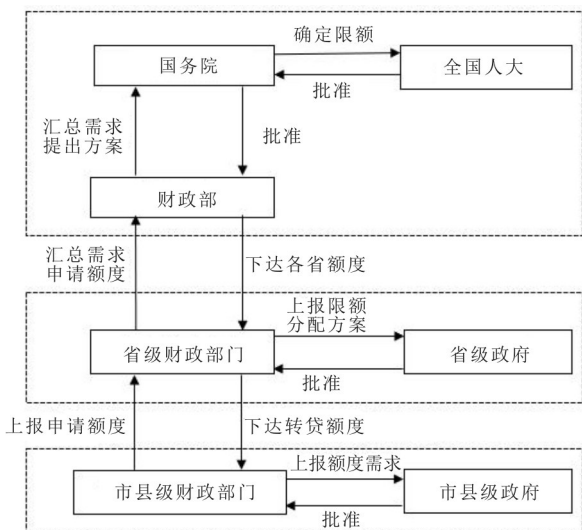 确定限额
国务院
全国人大
批准
汇总需求
提出方案
批准
财政部
汇总需求
申请额度
下达各省额度
上报限额
分配方案
省级财政部门
省级政府
批准
上报申请额度
下达转贷额度
上报额度需求
市县级财政部门
市县级政府
批准